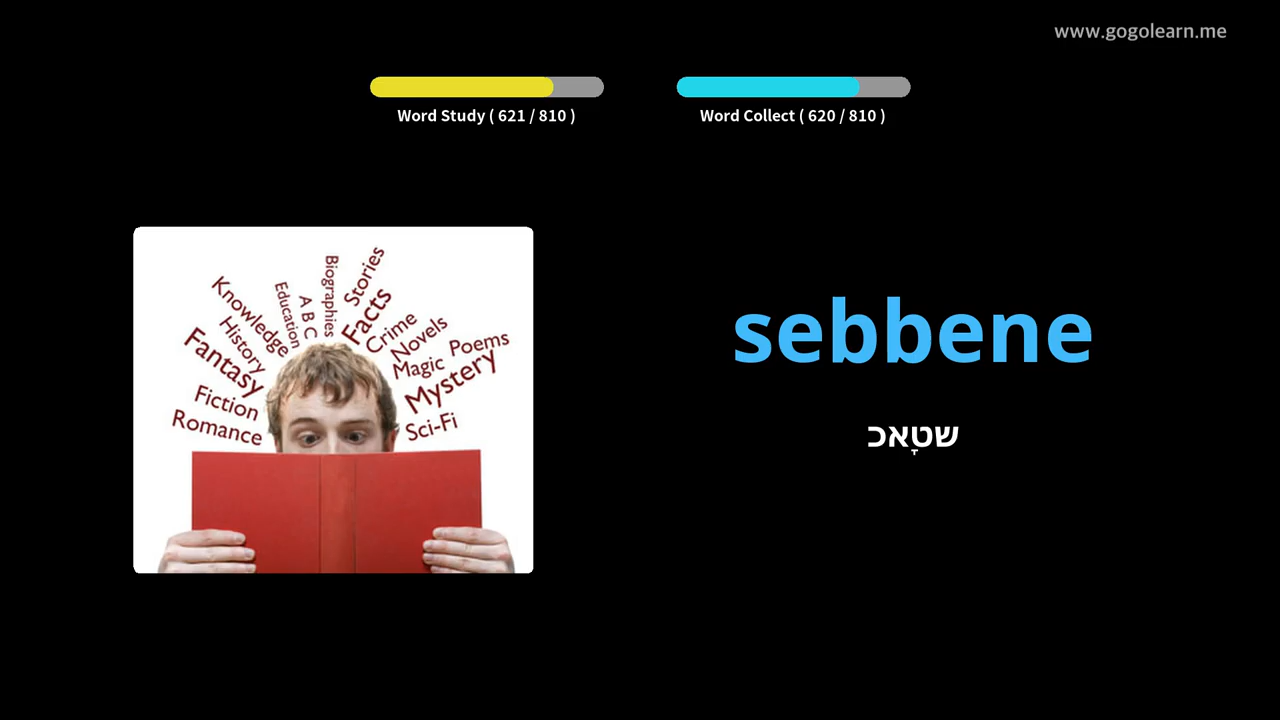 www.gogolearn.me
Word Study ( 621 / 810 )
Word Collect ( 620 / 810 )
Biographies
Stories
Education
A B C
Facts
Knowledge
Crime
Novels
History
Poems
Fantasy
Magic
Mystery
Fiction
Romance
Sci-Fi
sebbene
שטָאכ